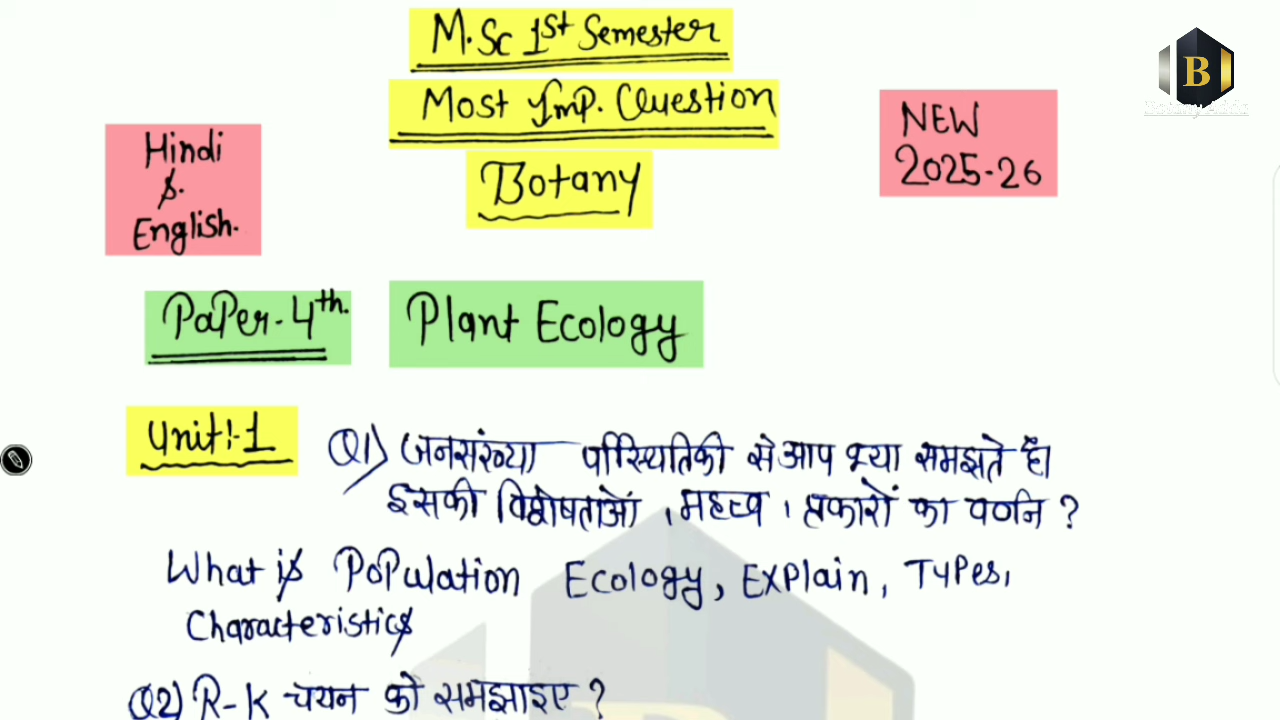 M.Sc 1st Semester
Most Imp. Question
Botany
NEW
2025-26
Hindi
&
English.
Paper-4th.
Plant Ecology
Unit:-1
Q1) जनसंख्या पारिस्थितिकी से आप क्या समझते हैं।
इसकी विशेषताओं, महत्व, प्रकारों का वर्णन ?
What is Population Ecology, Explain, Types,
Characteristics
Q2) R-K चयन को समझाइए ?
B